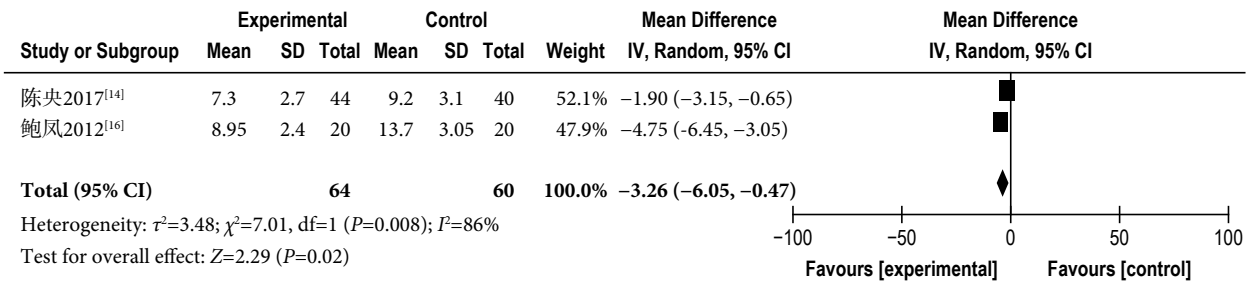 Experimental Control Mean Difference Mean Difference
Study or Subgroup Mean SD Total Mean SD Total Weight IV, Random, 95% CI IV, Random, 95% CI
陈央2017[14] 7.3 2.7 44 9.2 3.1 40 52.1% −1.90 (−3.15, −0.65)
鲍凤2012[16] 8.95 2.4 20 13.7 3.05 20 47.9% −4.75 (-6.45, −3.05)
Total (95% CI) 64 60 100.0% −3.26 (−6.05, −0.47)
Heterogeneity: τ²=3.48; χ²=7.01, df=1 (P=0.008); I²=86%
−100 −50 0 50 100
Test for overall effect: Z=2.29 (P=0.02)
Favours [experimental] Favours [control]